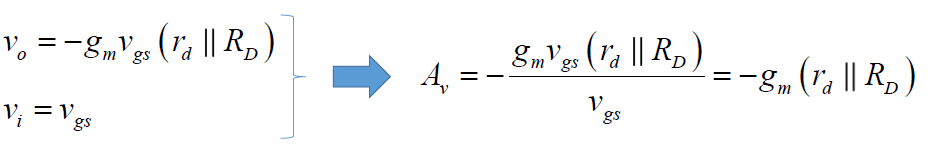 v_o = −g_m v_gs (r_d || R_D)
v_i = v_gs
A_v = − g_m v_gs (r_d || R_D) / v_gs = −g_m (r_d || R_D)